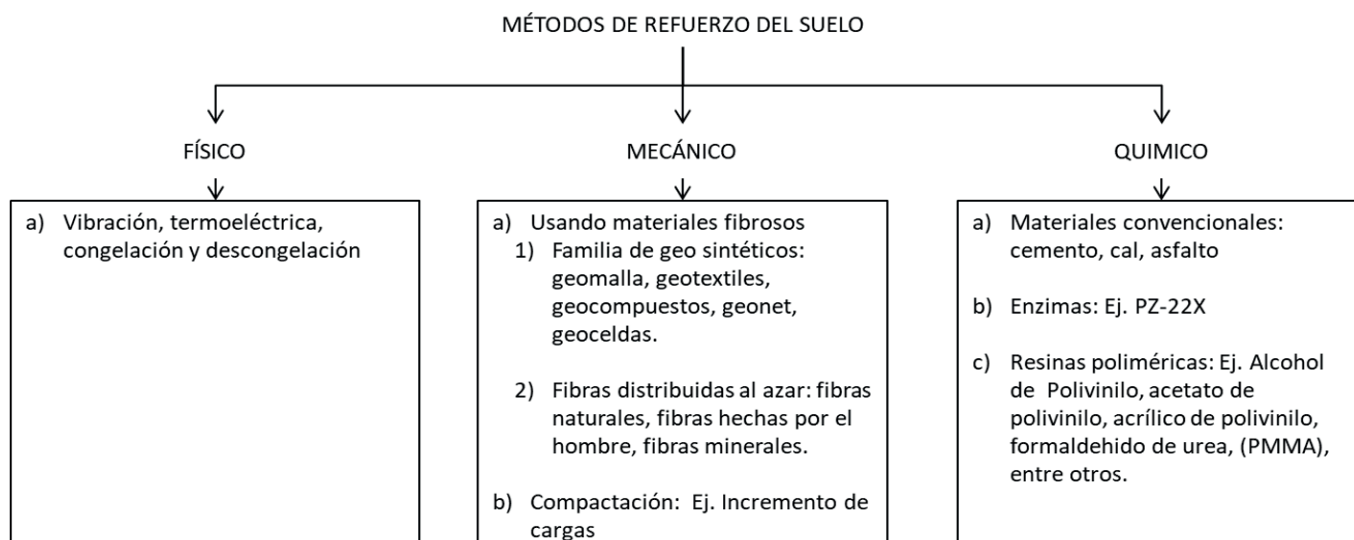 MÉTODOS DE REFUERZO DEL SUELO
FÍSICO
a) Vibración, termoeléctrica,
congelación y descongelación
MECÁNICO
a) Usando materiales fibrosos
1) Familia de geo sintéticos:
geomalla, geotextiles,
geocompuestos, geonet,
geoceldas.
2) Fibras distribuidas al azar: fibras
naturales, fibras hechas por el
hombre, fibras minerales.
b) Compactación: Ej. Incremento de
cargas
QUIMICO
a) Materiales convencionales:
cemento, cal, asfalto
b) Enzimas: Ej. PZ-22X
c) Resinas poliméricas: Ej. Alcohol
de Polivinilo, acetato de
polivinilo, acrílico de polivinilo,
formaldehido de urea, (PMMA),
entre otros.